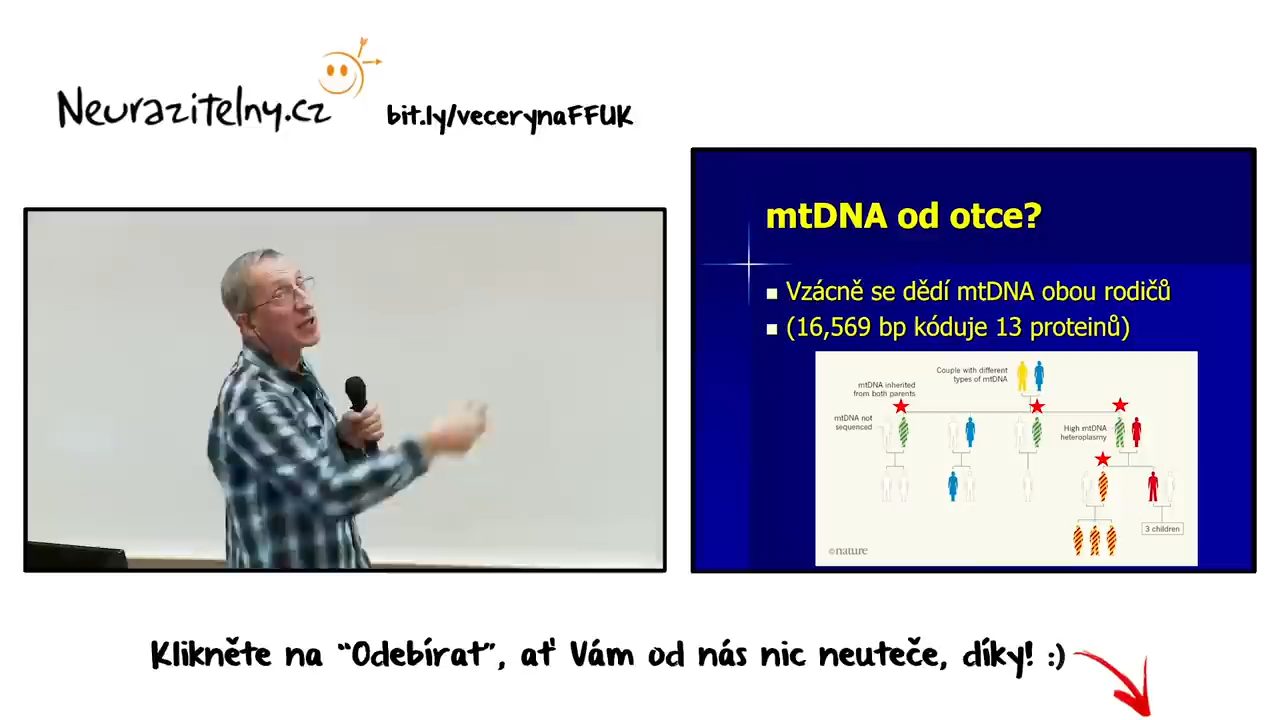 Neurazitelny.cz
bit.ly/vecerynaFFUK
mtDNA od otce?
Vzácně se dědí mtDNA obou rodičů
(16,569 bp kóduje 13 proteinů)
Couple with different
types of mtDNA
mtDNA inherited
from both parents
mtDNA not
sequenced
High mtDNA
heteroplasmy
3 children
©nature
Klikněte na “Odebírat”, ať Vám od nás nic neuteče, díky! :)